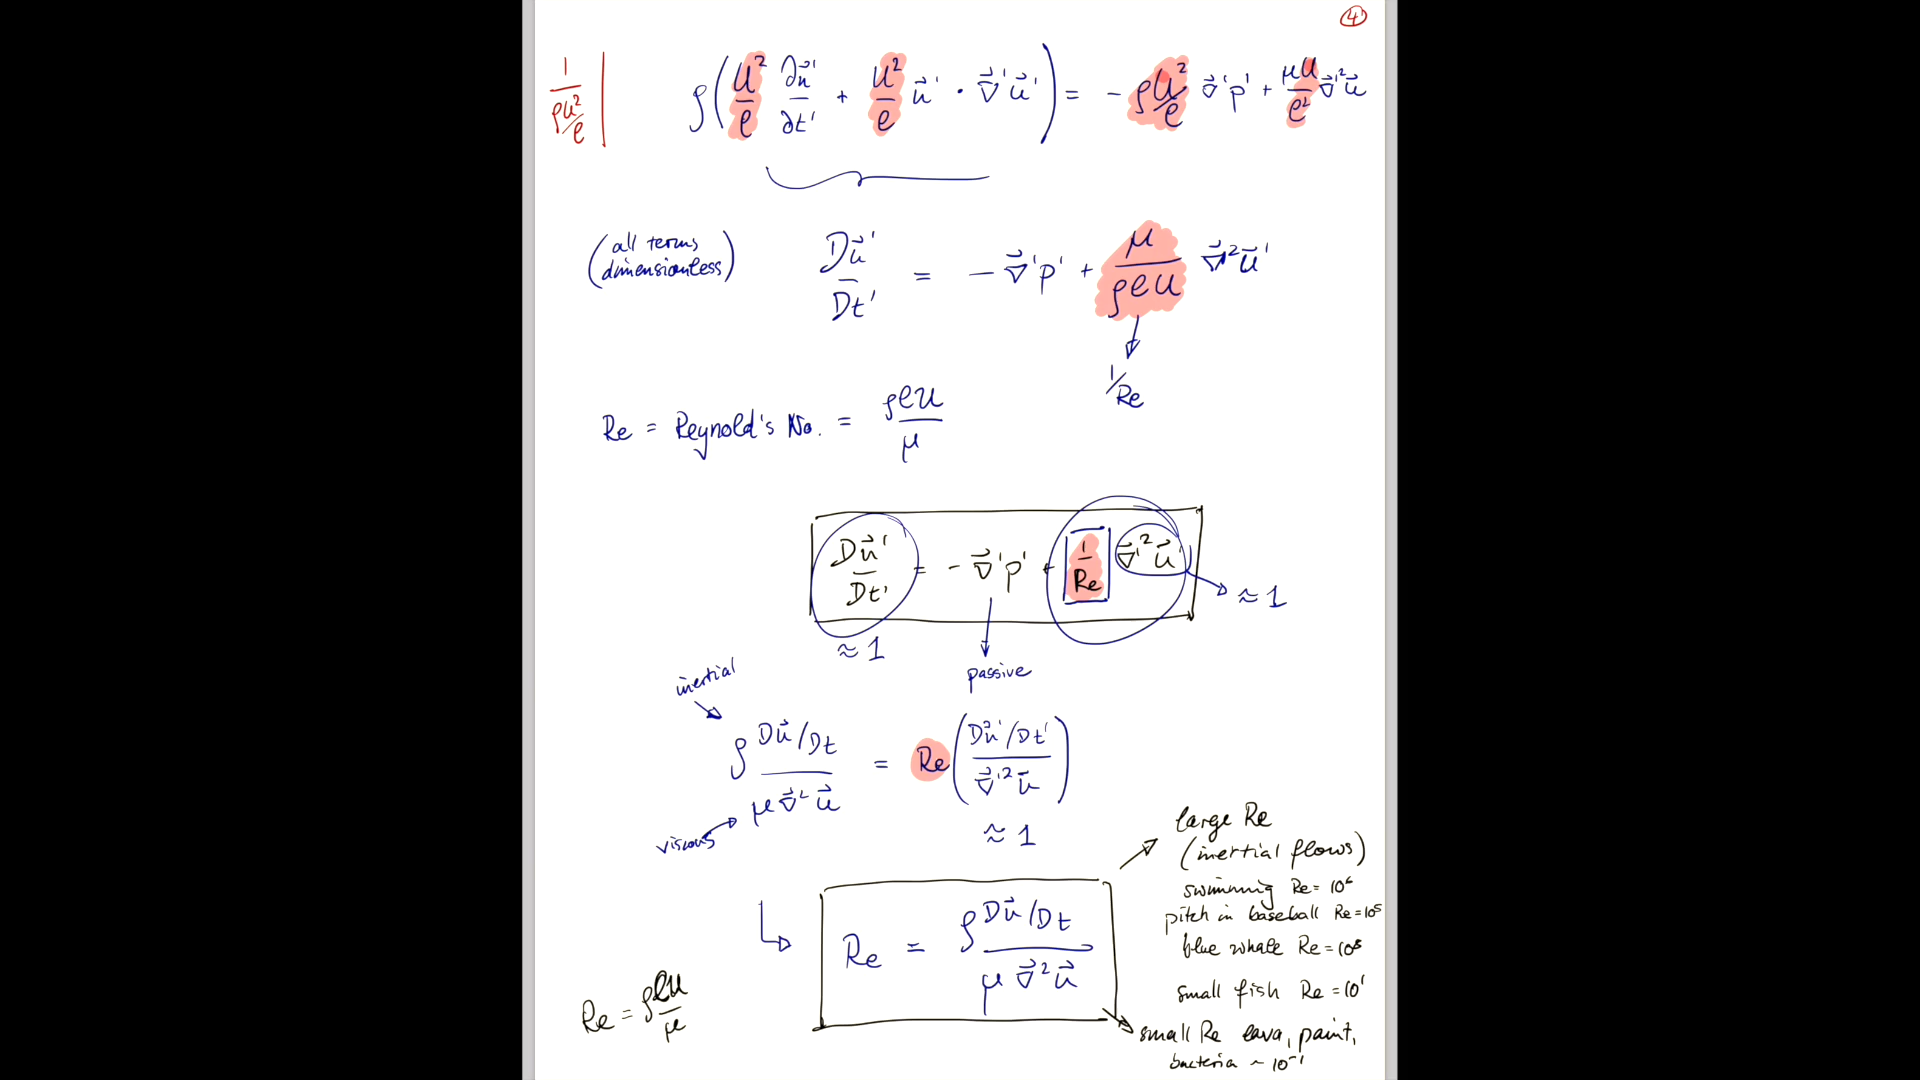 ④
1/(ρu²/ℓ) | ρ( u²/ℓ ∂u⃗'/∂t' + u²/ℓ u⃗' · ∇⃗'u⃗' ) = - ρu²/ℓ ∇⃗'p' + μu/ℓ² ∇⃗'²u⃗
(all terms dimensionless) Du⃗'/Dt' = - ∇⃗'p' + μ/ρℓu ∇⃗'²u⃗'
1/Re
Re = Reynold's No. = ρℓu/μ
Du⃗'/Dt' = - ∇⃗'p' + 1/Re ∇⃗'²u⃗'
≈ 1
≈ 1
passive
inertial
ρ Du⃗/Dt / μ∇⃗²u⃗ = Re ( Du⃗'/Dt' / ∇⃗'²u⃗ )
viscous
≈ 1
large Re
(inertial flows)
swimming Re = 10⁶
pitch in baseball Re = 10⁵
blue whale Re = 10⁸
small fish Re = 10¹
Re = ρ Du⃗/Dt / μ ∇⃗²u⃗
Re = ρℓu/μ
small Re lava, paint,
bacteria ~ 10⁻¹